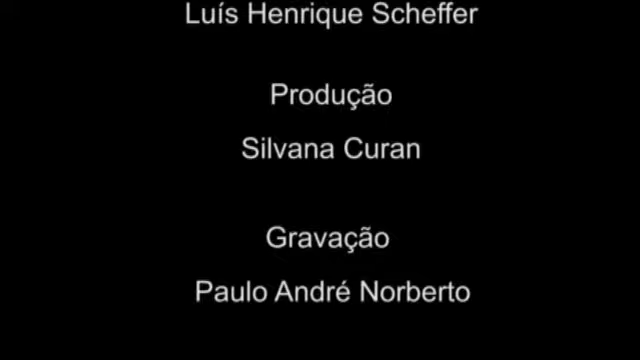 Luís Henrique Scheffer
Produção
Silvana Curan
Gravação
Paulo André Norberto